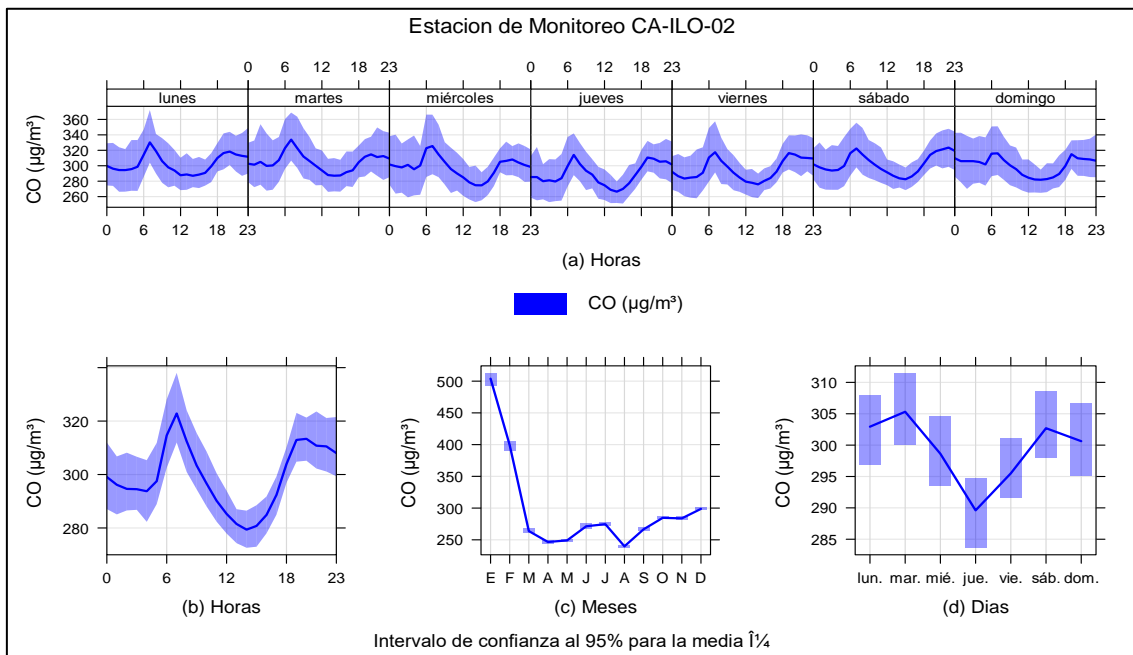 Estacion de Monitoreo CA-ILO-02
0 6 12 18 23 0 6 12 18 23 0 6 12 18 23
lunes martes miércoles jueves viernes sábado domingo
CO (µg/m³)
360
340
320
300
280
260
0 6 12 18 23 0 6 12 18 23 0 6 12 18 23 0 6 12 18 23
(a) Horas
CO (µg/m³)
CO (µg/m³)
320
300
280
0 6 12 18 23
(b) Horas
CO (µg/m³)
500
450
400
350
300
250
E F M A M J J A S O N D
(c) Meses
CO (µg/m³)
310
305
300
295
290
285
lun. mar. mié. jue. vie. sáb. dom.
(d) Dias
Intervalo de confianza al 95% para la media Î¼